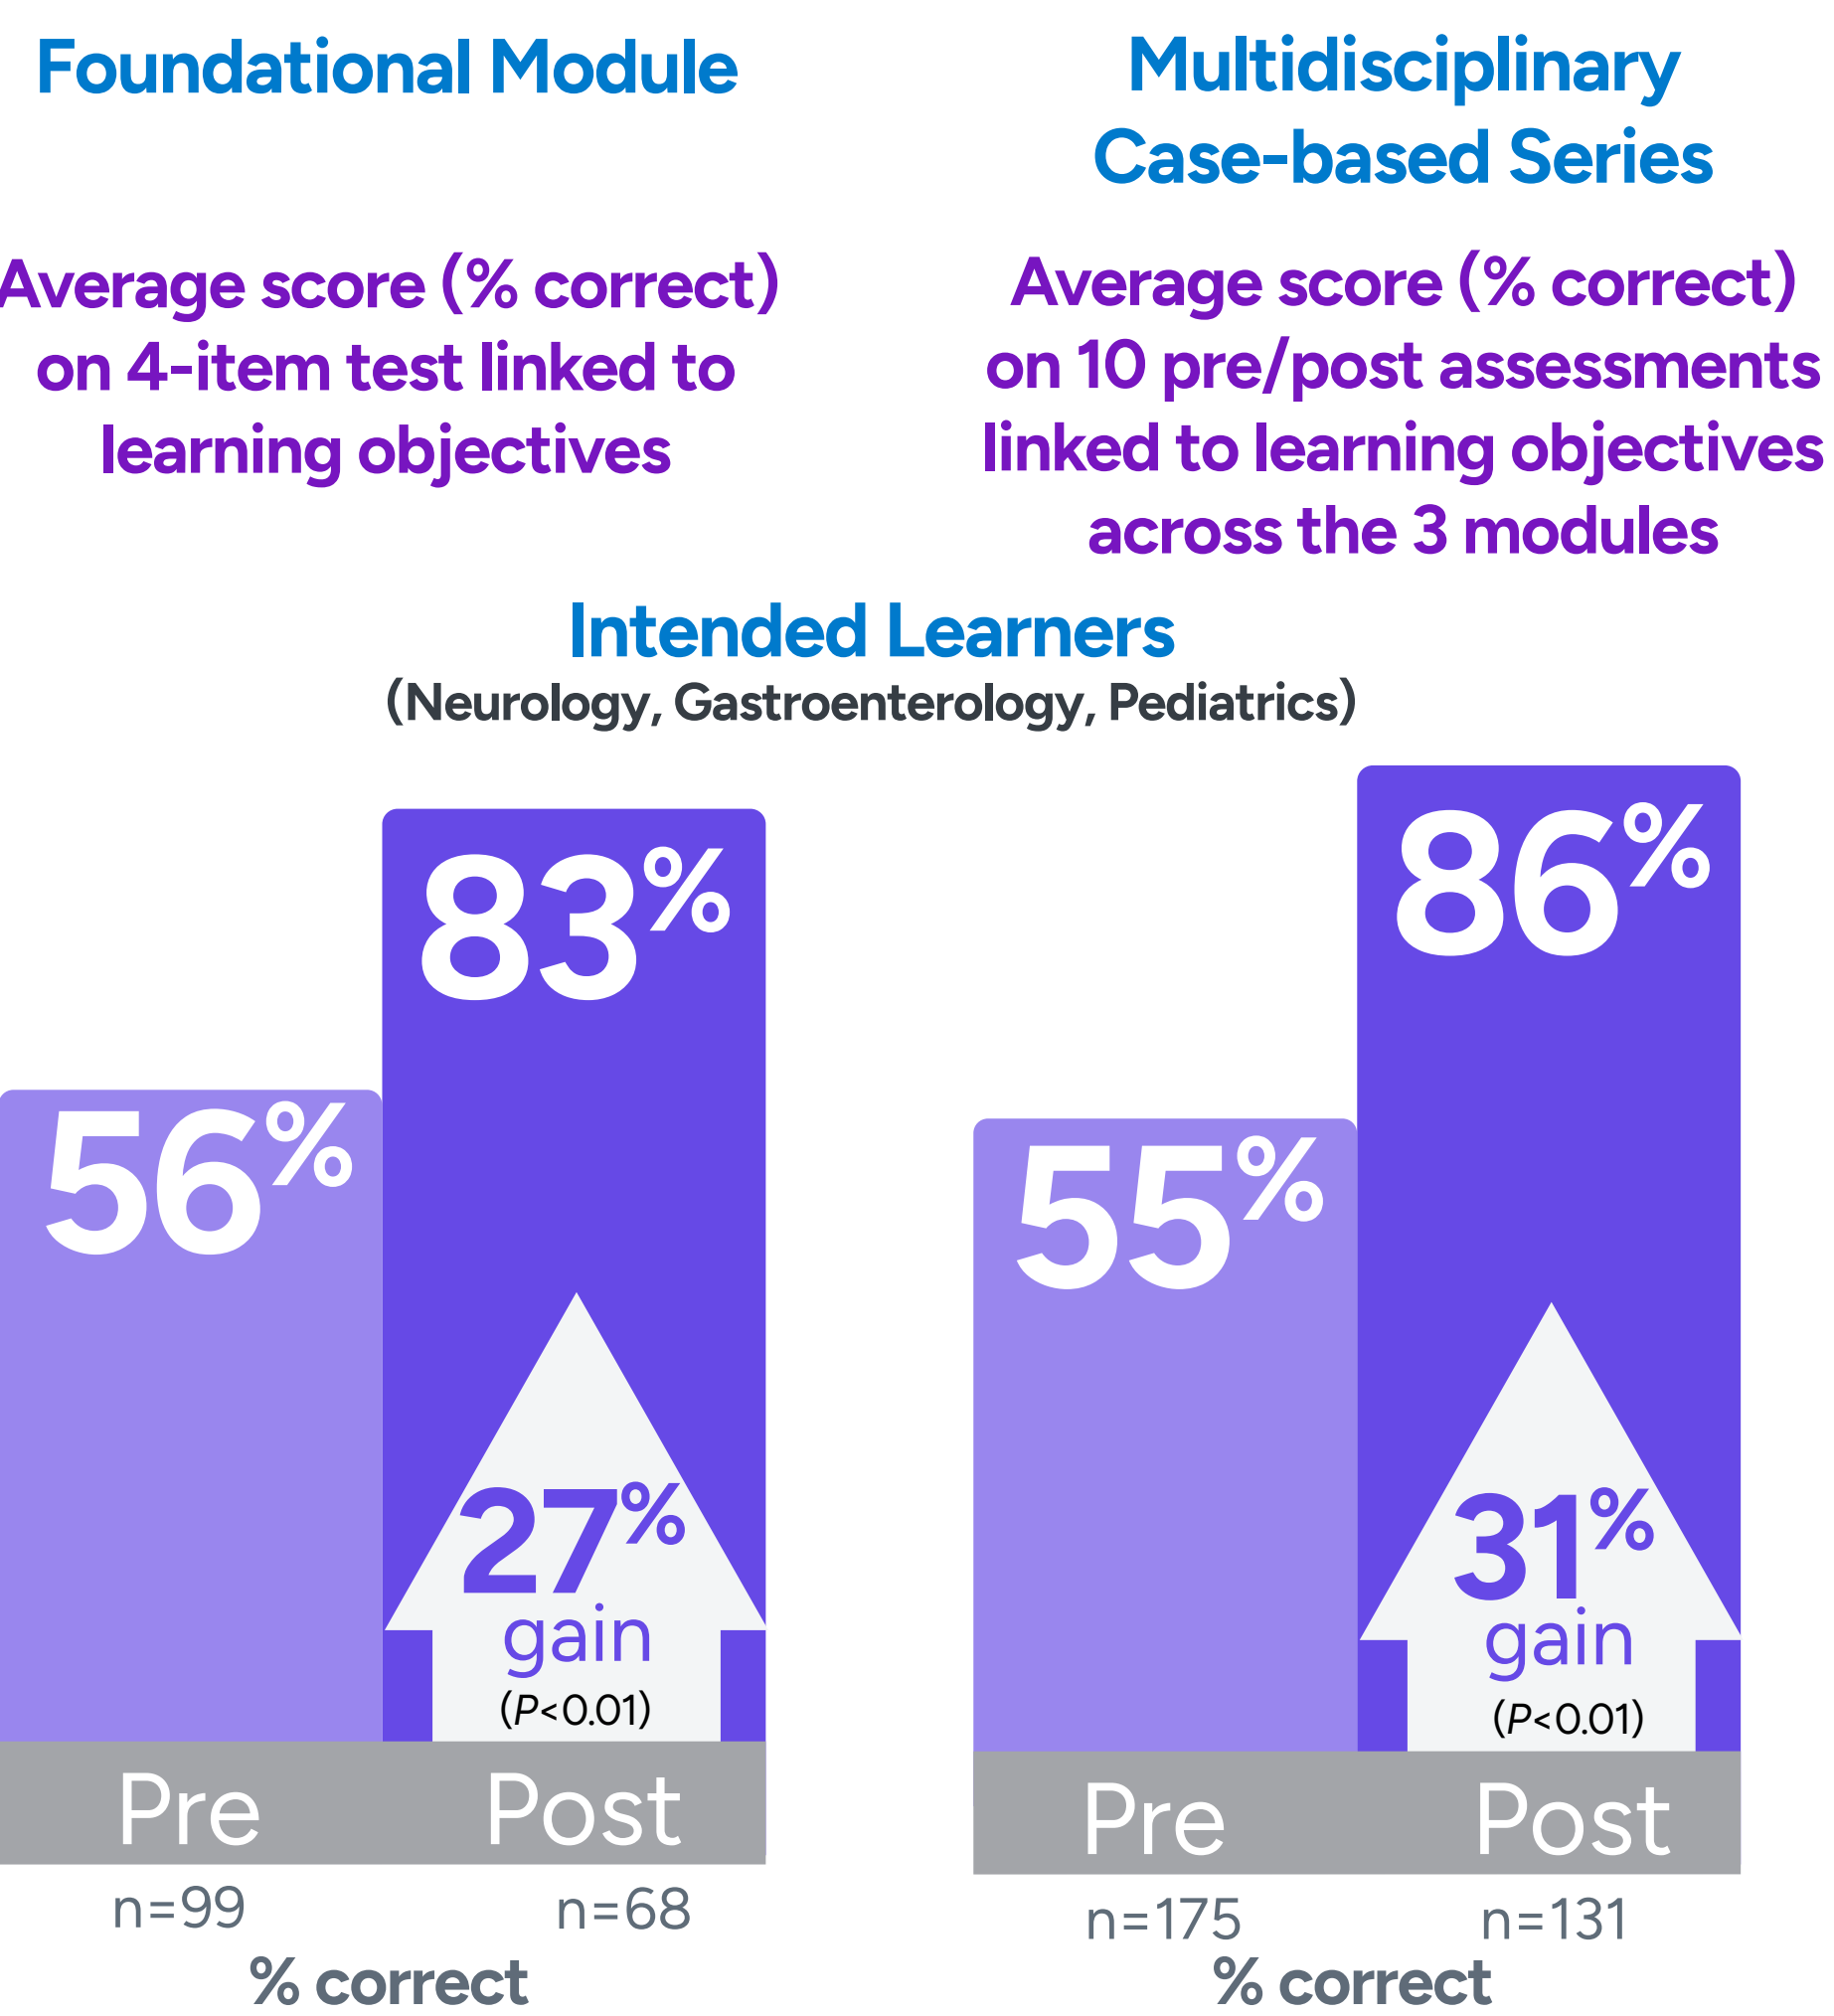 Foundational Module
Average score (% correct)
on 4-item test linked to
learning objectives
Multidisciplinary
Case-based Series
Average score (% correct)
on 10 pre/post assessments
linked to learning objectives
across the 3 modules
Intended Learners
(Neurology, Gastroenterology, Pediatrics)
56%
83%
27%
gain
(P<0.01)
Pre
Post
n=99
n=68
% correct
55%
86%
31%
gain
(P<0.01)
Pre
Post
n=175
n=131
% correct